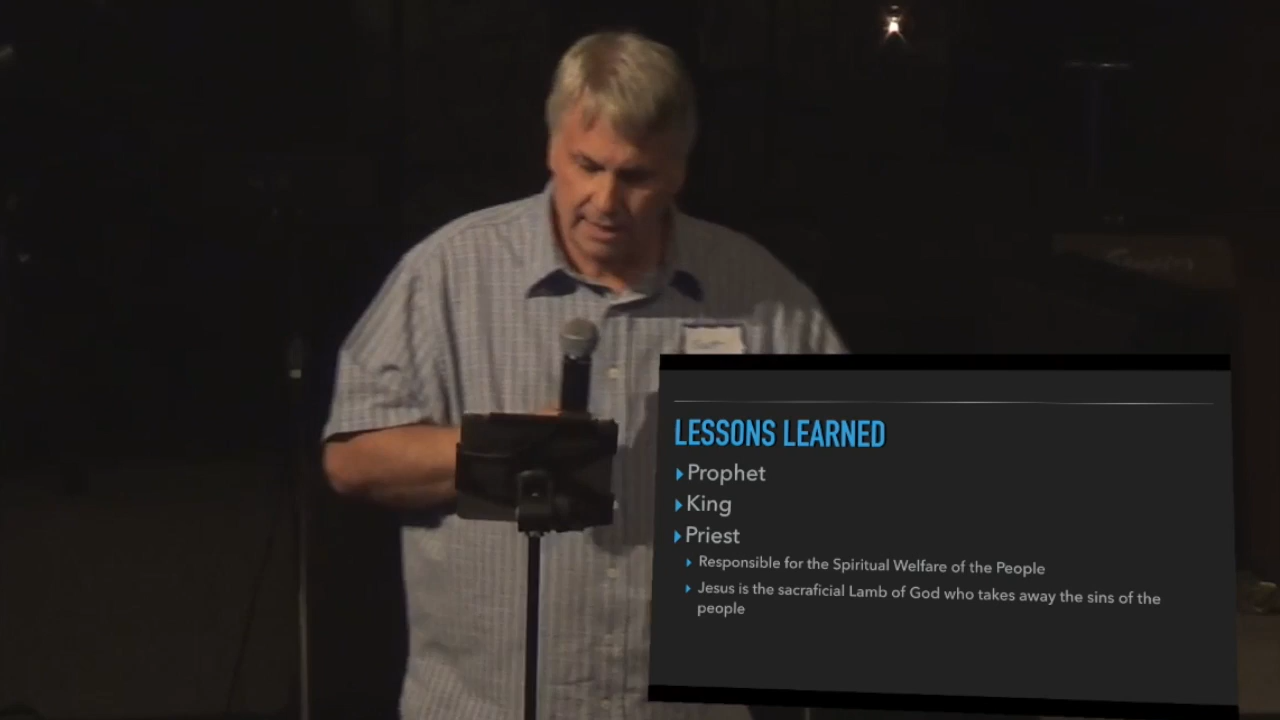 LESSONS LEARNED
Prophet
King
Priest
Responsible for the Spiritual Welfare of the People
Jesus is the sacraficial Lamb of God who takes away the sins of the
people